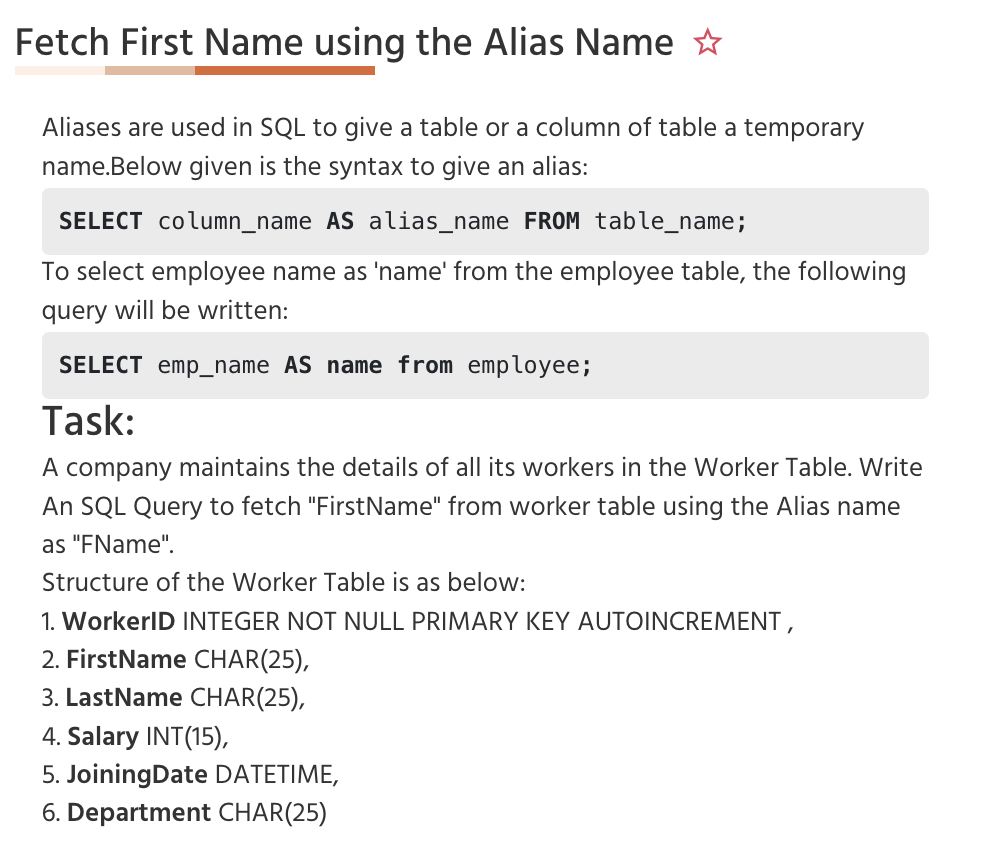 Fetch First Name using the Alias Name
Aliases are used in SQL to give a table or a column of table a temporary
name.Below given is the syntax to give an alias:
SELECT column_name AS alias_name FROM table_name;
To select employee name as 'name' from the employee table, the following
query will be written:
SELECT emp_name AS name from employee;
Task:
A company maintains the details of all its workers in the Worker Table. Write
An SQL Query to fetch "FirstName" from worker table using the Alias name
as "FName".
Structure of the Worker Table is as below:
1. WorkerID INTEGER NOT NULL PRIMARY KEY AUTOINCREMENT ,
2. FirstName CHAR(25),
3. LastName CHAR(25),
4. Salary INT(15),
5. JoiningDate DATETIME,
6. Department CHAR(25)